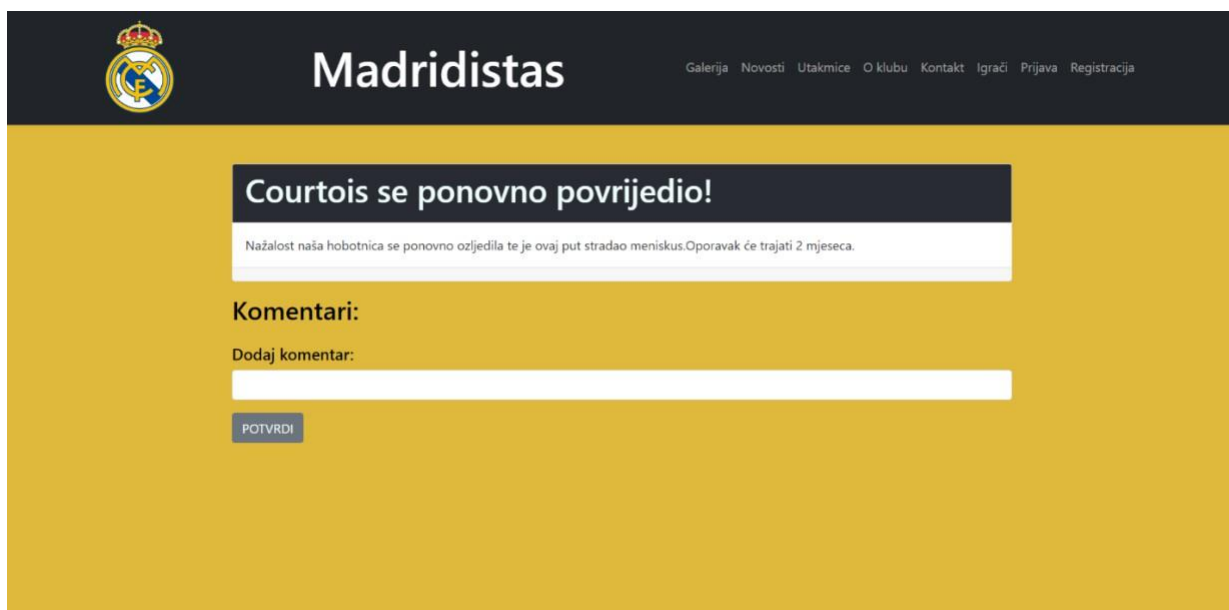 Madridistas
Galerija Novosti Utakmice O klubu Kontakt Igrači Prijava Registracija
Courtois se ponovno povrijedio!
Nažalost naša hobotnica se ponovno ozljedila te je ovaj put stradao meniskus.Oporavak će trajati 2 mjeseca.
Komentari:
Dodaj komentar:
POTVRDI